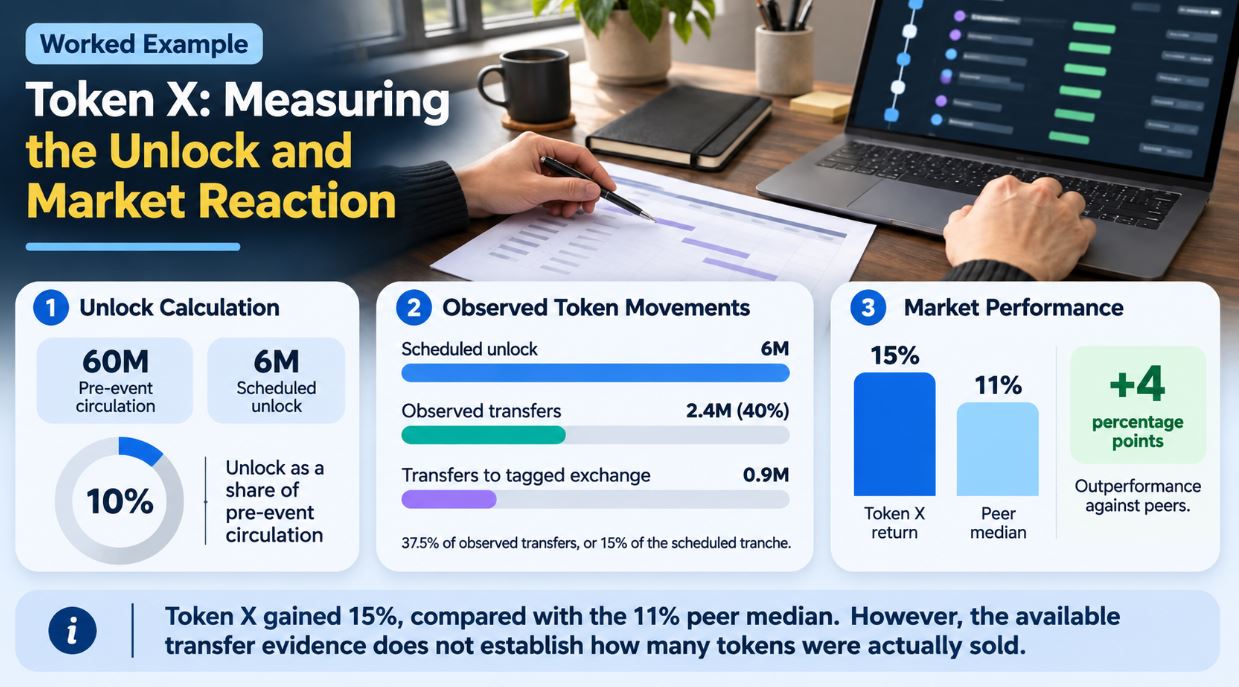 Worked Example
Token X: Measuring
the Unlock and
Market Reaction
1 Unlock Calculation
60M
Pre-event
circulation
6M
Scheduled
unlock
10%
Unlock as a
share of
pre-event
circulation
2 Observed Token Movements
Scheduled unlock 6M
Observed transfers 2.4M (40%)
Transfers to tagged exchange 0.9M
37.5% of observed transfers, or 15% of the scheduled tranche.
3 Market Performance
15%
Token X
return
11%
Peer
median
+4
percentage
points
Outperformance
against peers.
i
Token X gained 15%, compared with the 11% peer median. However, the available
transfer evidence does not establish how many tokens were actually sold.